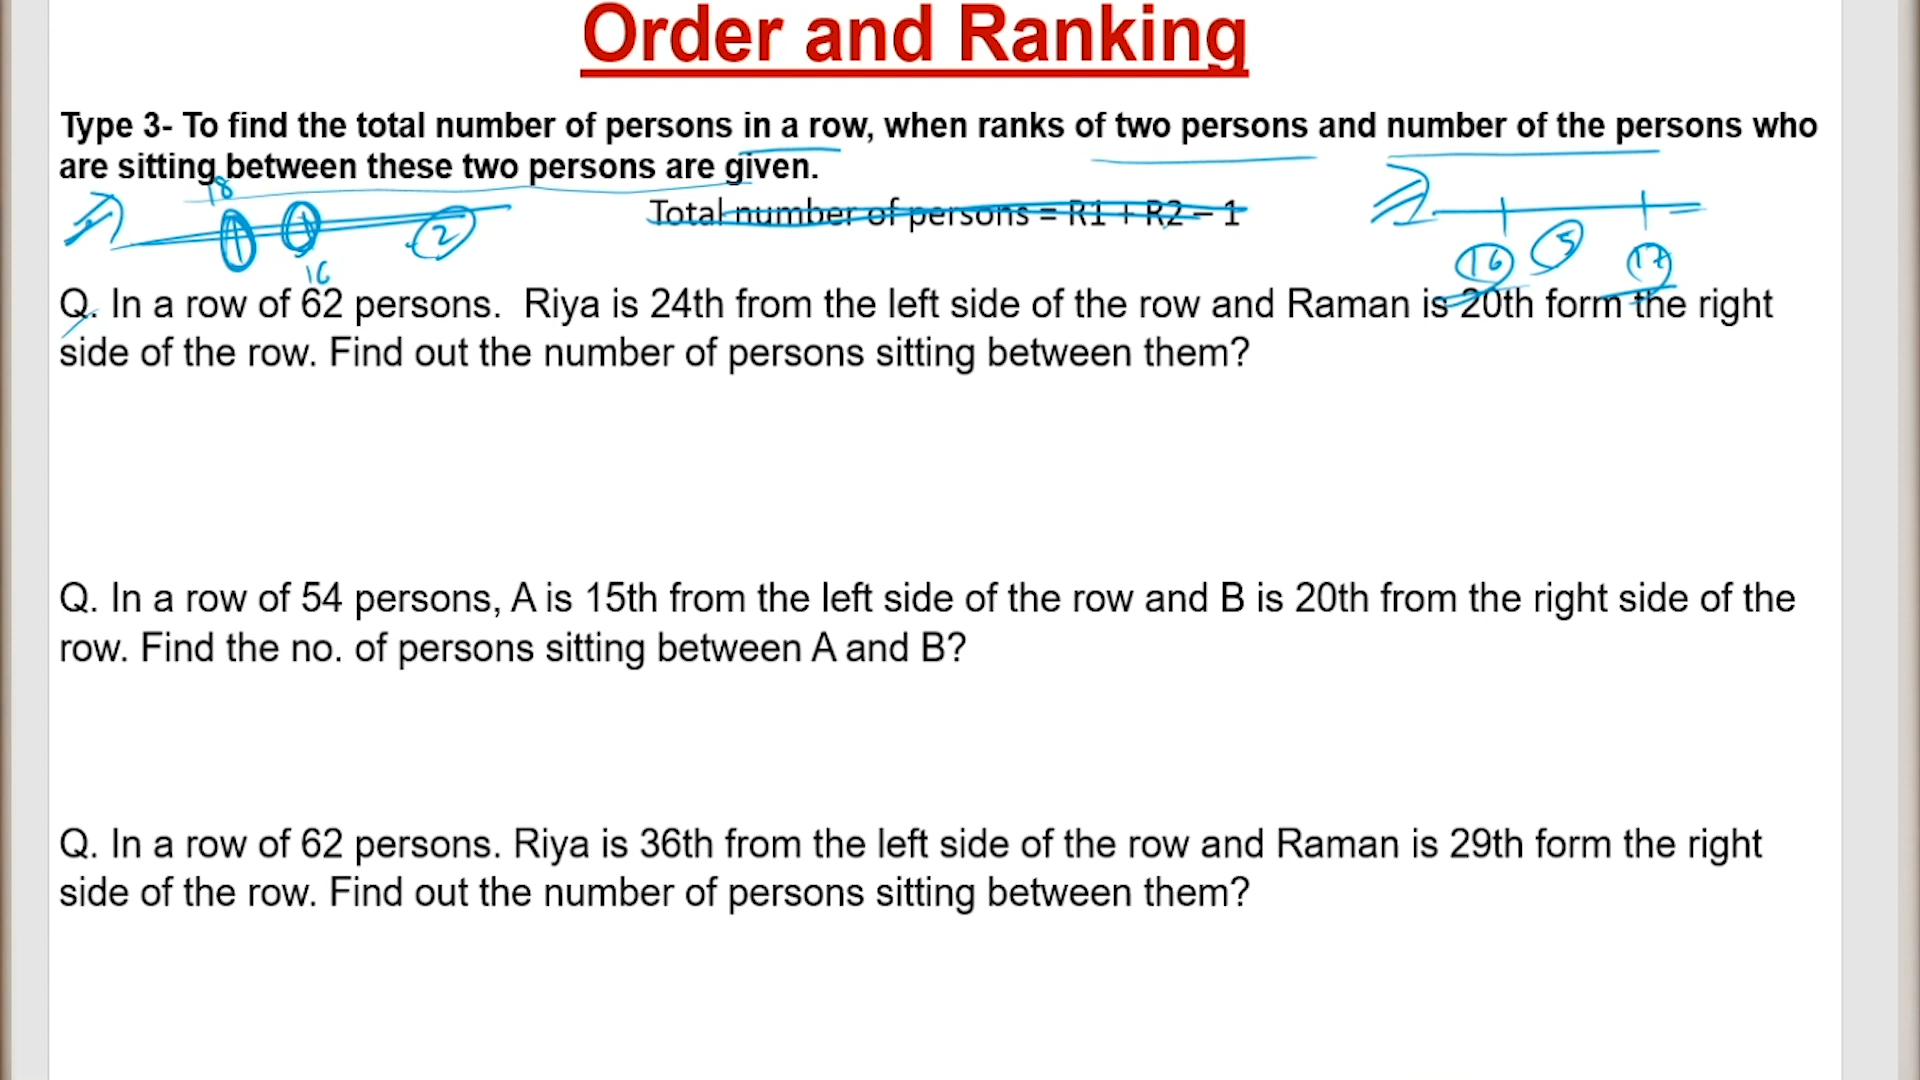 Order and Ranking
Type 3- To find the total number of persons in a row, when ranks of two persons and number of the persons who
are sitting between these two persons are given.
18
Total number of persons = R1 + R2 – 1
2
16
16 5 17
Q. In a row of 62 persons. Riya is 24th from the left side of the row and Raman is 20th form the right
side of the row. Find out the number of persons sitting between them?
Q. In a row of 54 persons, A is 15th from the left side of the row and B is 20th from the right side of the
row. Find the no. of persons sitting between A and B?
Q. In a row of 62 persons. Riya is 36th from the left side of the row and Raman is 29th form the right
side of the row. Find out the number of persons sitting between them?